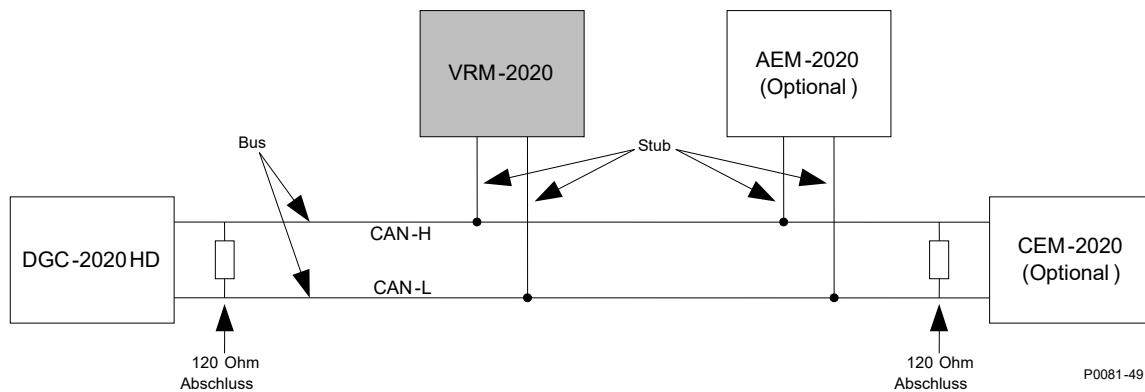 VRM-2020
AEM-2020
(Optional )
Bus
Stub
CAN-H
DGC-2020HD
CEM-2020
(Optional )
CAN-L
120 Ohm
Abschluss
120 Ohm
Abschluss
P0081-49